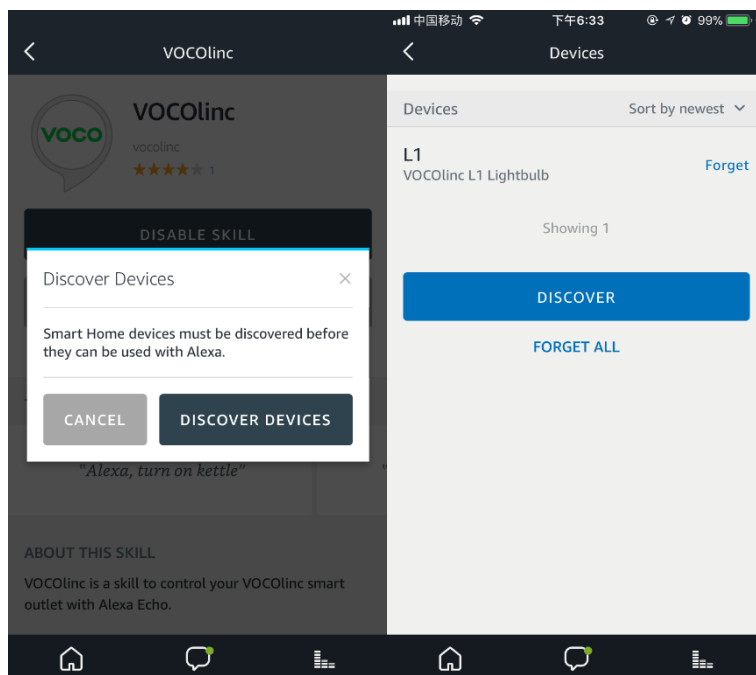 VOCOlinc
VOCO
VOCOlinc
vocolinc
1
DISABLE SKILL
Discover Devices
Smart Home devices must be discovered before
they can be used with Alexa.
CANCEL
DISCOVER DEVICES
"Alexa, turn on kettle"
"
ABOUT THIS SKILL
VOCOlinc is a skill to control your VOCOlinc smart
outlet with Alexa Echo.
中国移动 下午6:33 99%
Devices
Devices
Sort by newest
L1
VOCOlinc L1 Lightbulb
Forget
Showing 1
DISCOVER
FORGET ALL